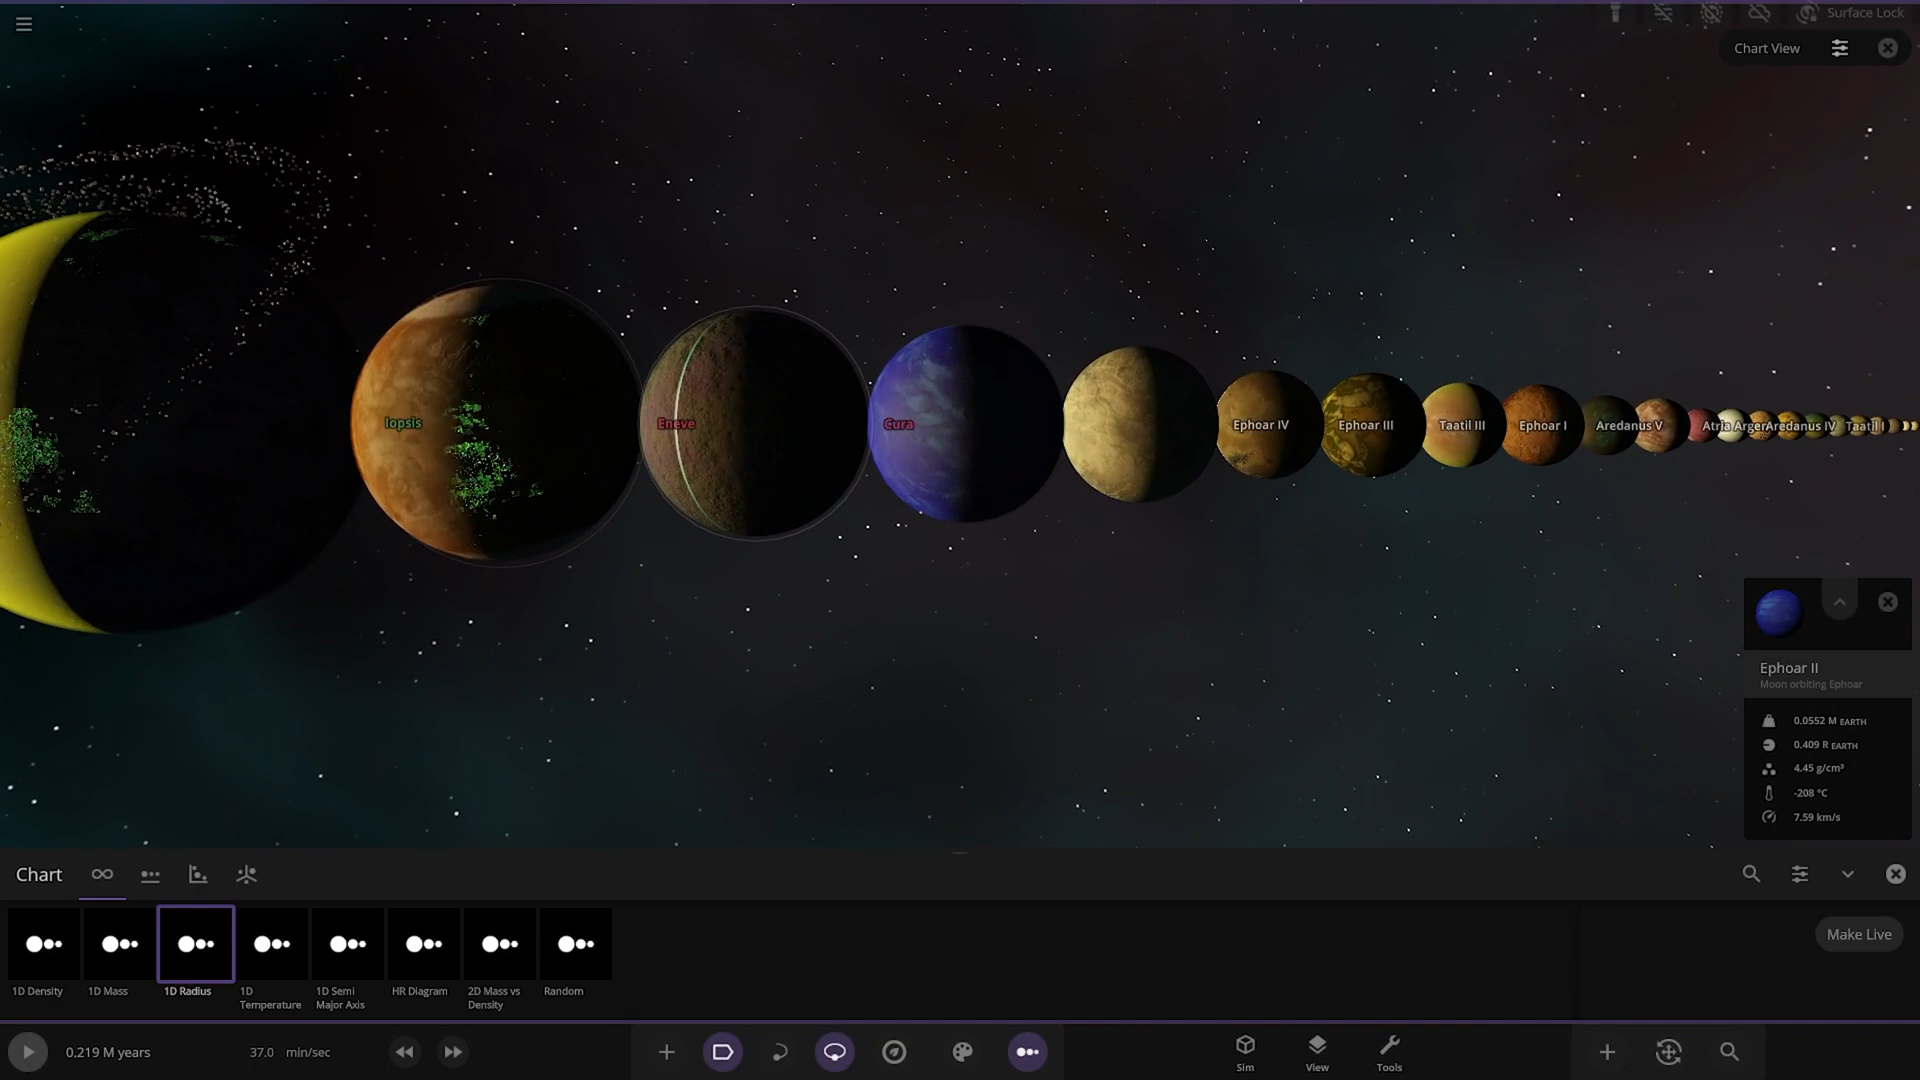 Surface Lock
Chart View
Iopsis
Eneve
Cura
Ephoar IV
Ephoar III
Taatil III
Ephoar I
Aredanus V
Atria
Aredanus IV
Taatil I
Ephoar II
Moon orbiting Ephoar
0.0552 M EARTH
0.409 R EARTH
4.45 g/cm³
-208 °C
7.59 km/s
Chart
Make Live
1D Density
1D Mass
1D Radius
1D
Temperature
1D Semi
Major Axis
HR Diagram
2D Mass vs
Density
Random
0.219 M years
37.0 min/sec
Sim
View
Tools